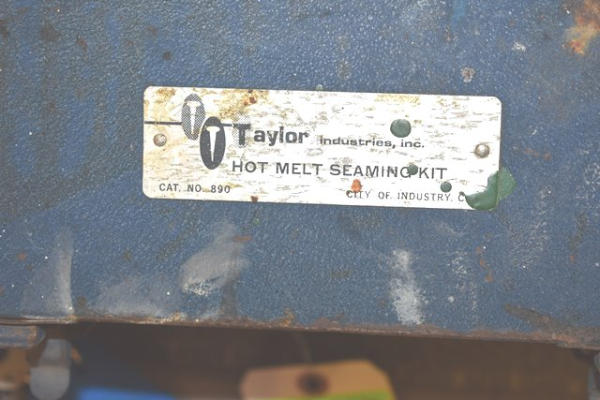 Taylor Industries, inc.
HOT MELT SEAMING KIT
CAT. NO. 890
CITY OF INDUSTRY, C